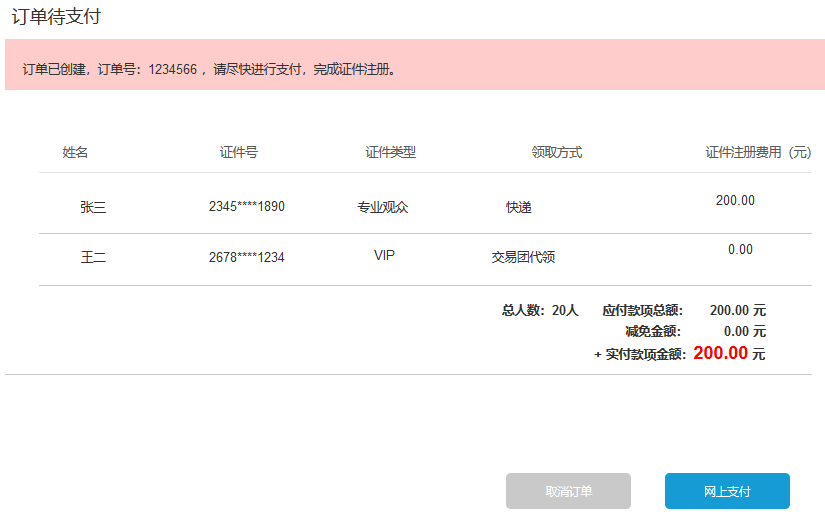 订单待支付
订单已创建，订单号：1234566 ，请尽快进行支付，完成证件注册。
姓名 证件号 证件类型 领取方式 证件注册费用（元）
张三 2345****1890 专业观众 快递 200.00
王二 2678****1234 VIP 交易团代领 0.00
总人数：20人 应付款项总额： 200.00 元
减免金额： 0.00 元
+ 实付款项金额：200.00 元
取消订单 网上支付